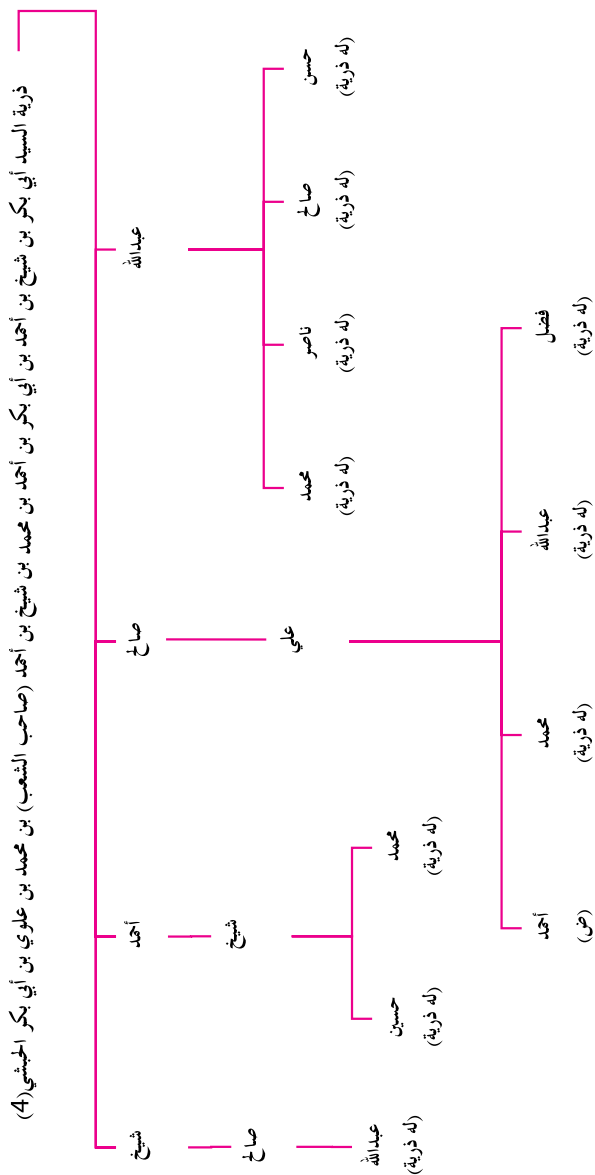 ذرية السيد أبي بكر بن شيخ بن أحمد بن أبي بكر بن أحمد بن محمد بن شيخ بن أحمد (صاحب الشعب) بن محمد بن علوي بن أبي بكر الحبشي(4)
عبدالله
صالح
أحمد
شيخ
حسن
(له ذرية)
صالح
(له ذرية)
ناصر
(له ذرية)
محمد
(له ذرية)
علي
فضل
(له ذرية)
عبدالله
(له ذرية)
محمد
(له ذرية)
أحمد
(ض)
شيخ
محمد
(له ذرية)
حسين
(له ذرية)
صالح
عبدالله
(له ذرية)